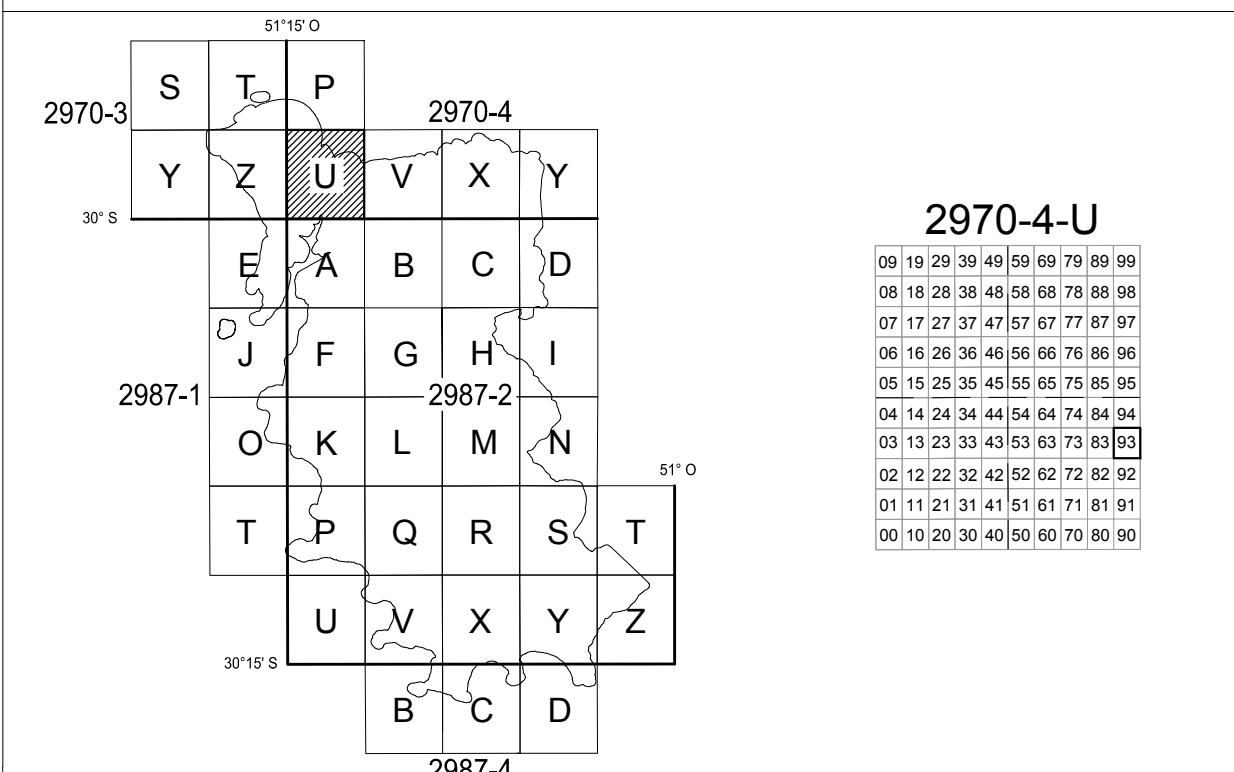 51°15' O
S T P
2970-3
2970-4
Y Z U V X Y
30° S
E A B C D
J F G H I
2987-1
2987-2
O K L M N
51° O
T P Q R S T
U V X Y Z
30°15' S
B C D
2987-4
2970-4-U
09 19 29 39 49 59 69 79 89 99
08 18 28 38 48 58 68 78 88 98
07 17 27 37 47 57 67 77 87 97
06 16 26 36 46 56 66 76 86 96
05 15 25 35 45 55 65 75 85 95
04 14 24 34 44 54 64 74 84 94
03 13 23 33 43 53 63 73 83 93
02 12 22 32 42 52 62 72 82 92
01 11 21 31 41 51 61 71 81 91
00 10 20 30 40 50 60 70 80 90